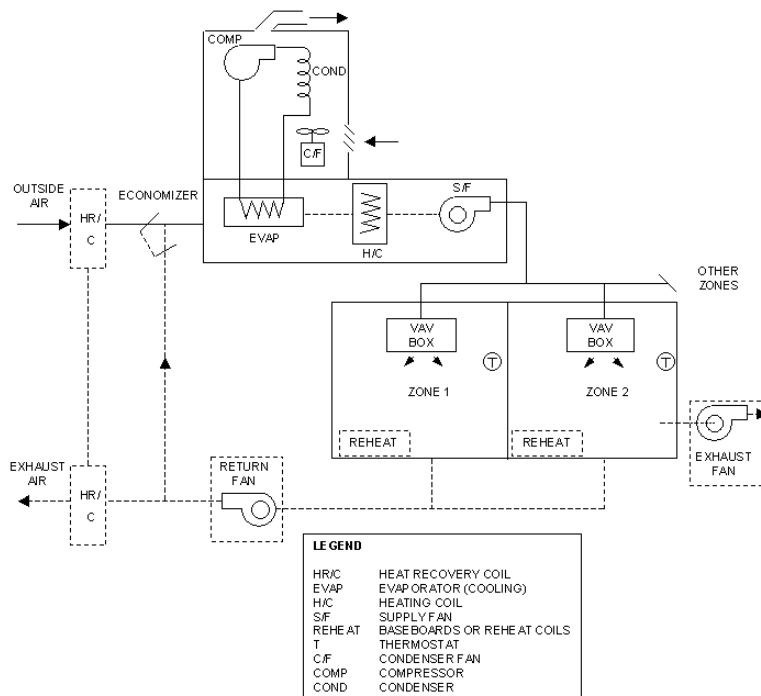 COMP
COND
C/F
OUTSIDE
AIR
ECONOMIZER
HR/
C
S/F
EVAP
H/C
OTHER
ZONES
VAV
BOX
T
VAV
BOX
T
ZONE 1
ZONE 2
REHEAT
REHEAT
EXHAUST
FAN
EXHAUST
AIR
HR/
C
RETURN
FAN
LEGEND
HR/C HEAT RECOVERY COIL
EVAP EVAPORATOR (COOLING)
H/C HEATING COIL
S/F SUPPLY FAN
REHEAT BASEBOARDS OR REHEAT COILS
T THERMOSTAT
C/F CONDENSER FAN
COMP COMPRESSOR
COND CONDENSER